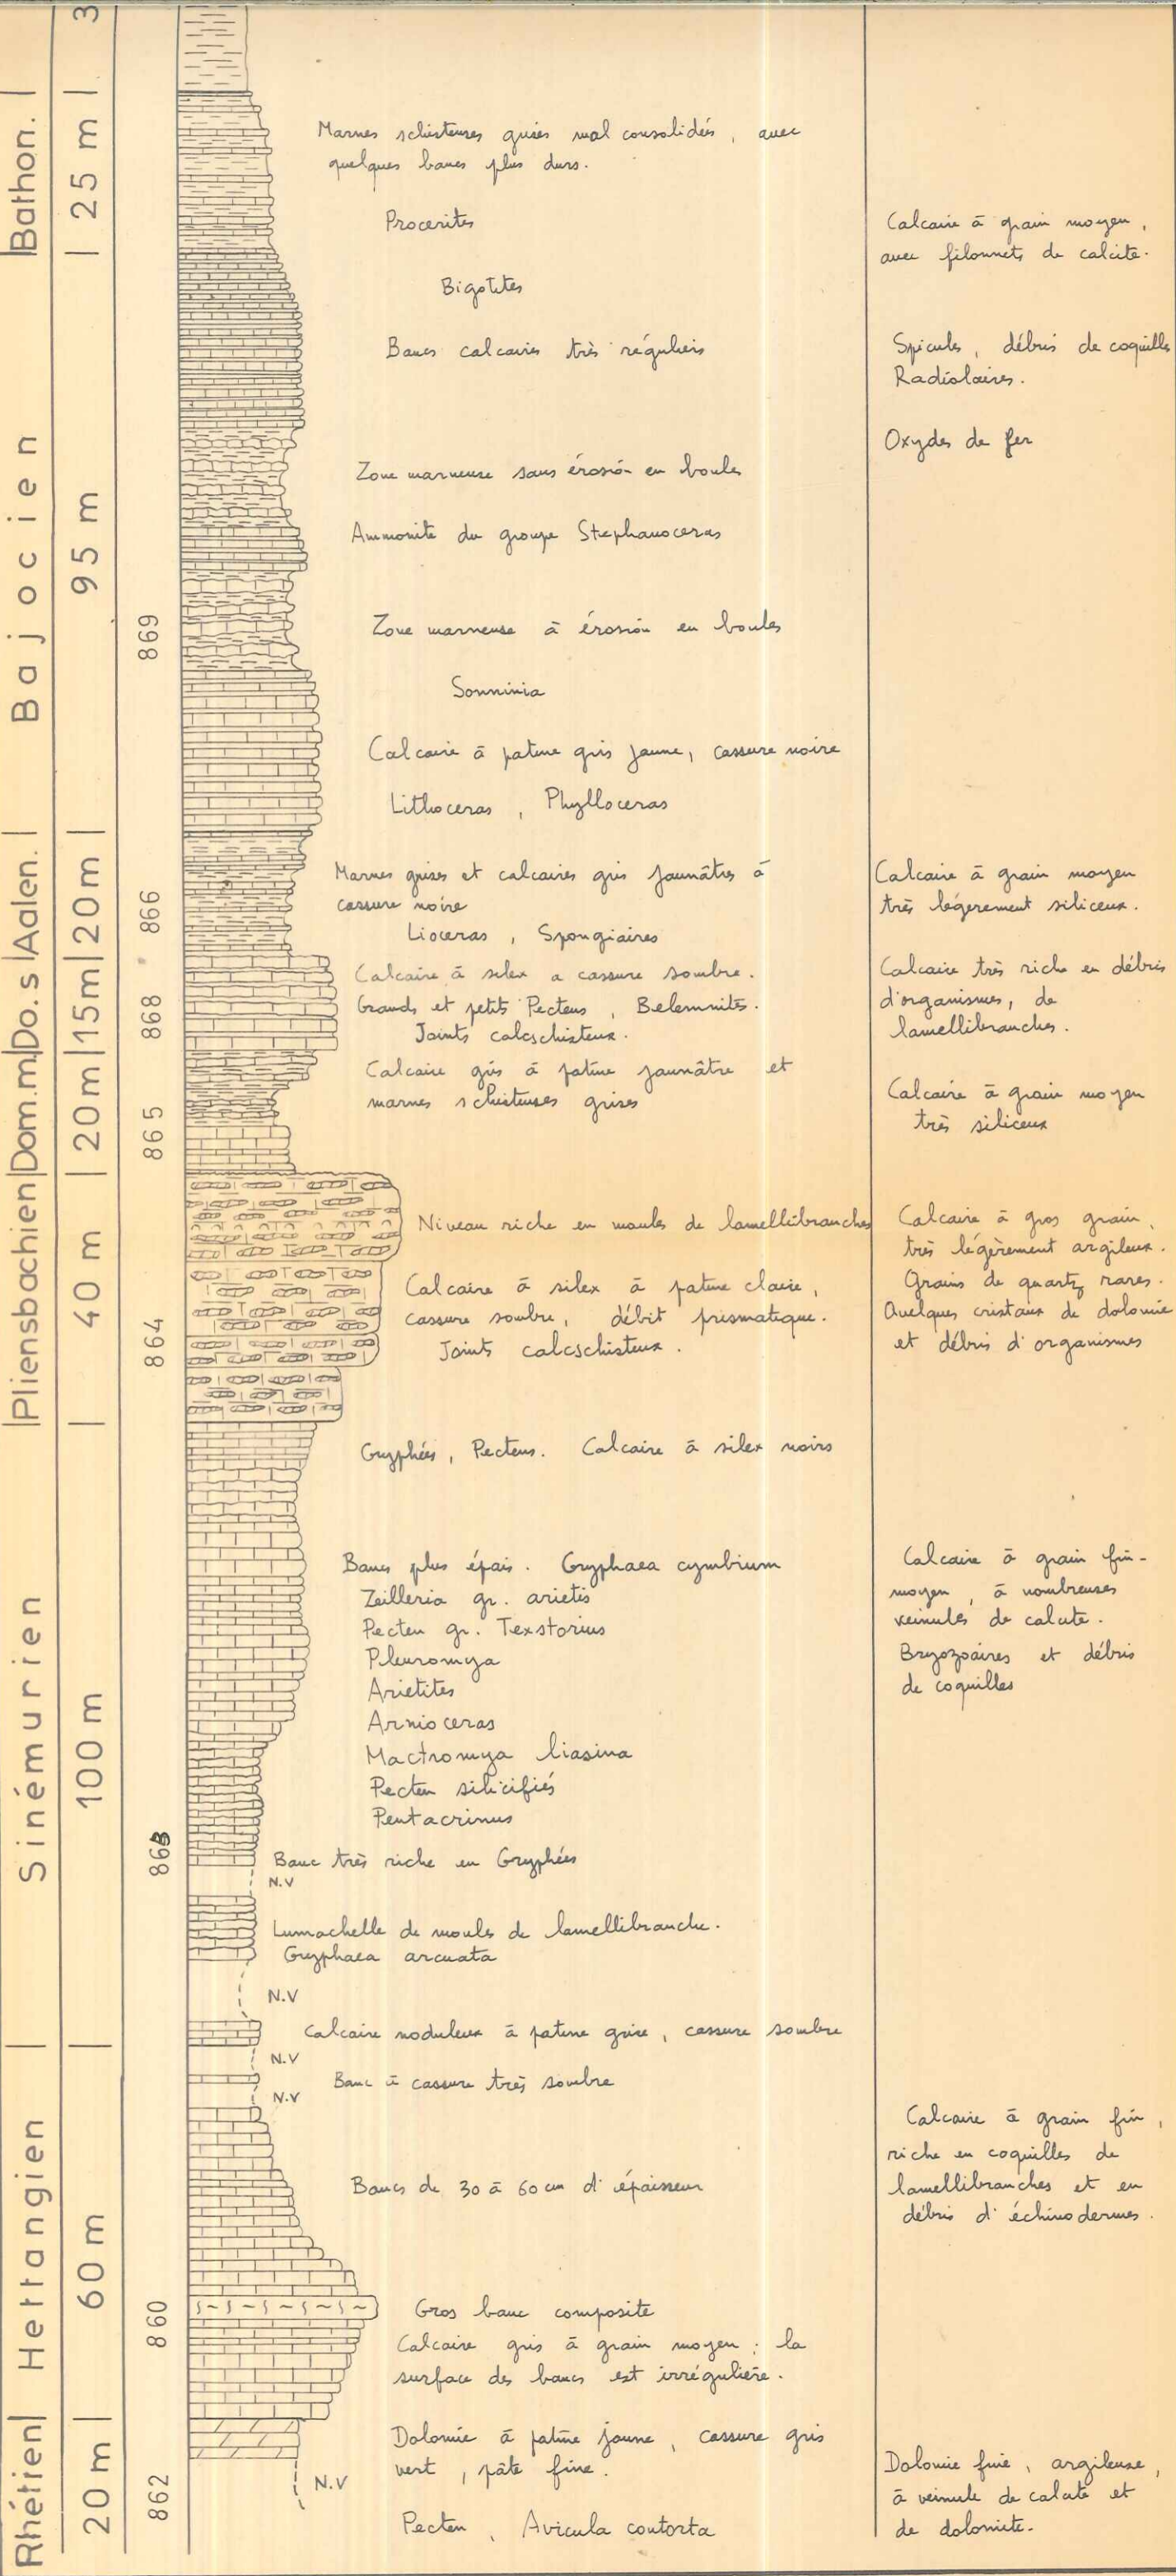 3
Bathon.
25 m
Marnes schisteuses grises mal consolidées, avec
quelques bancs plus durs.
Procerites
Calcaire à grain moyen,
avec filonnets de calcite.
Bigotites
Bancs calcaires très réguliers
Spicules, débris de coquille
Radiolaires.
Oxydes de fer
Bajocien
95 m
Zone marneuse sans érosion en boules
Ammonite du groupe Stephanoceras
869
Zone marneuse à érosion en boules
Sonninia
Calcaire à patine gris jaune, cassure noire
Lithoceras, Phylloceras
Aalen.
20 m
866
Marnes grises et calcaires gris jaunâtres à
cassure noire
Lioceras, Spongiaires
Calcaire à grain moyen
très légerement siliceux.
Do. s
15 m
868
Calcaire à silex a cassure sombre.
Grands et petits Pectens, Belemnites.
Joints calcschisteux.
Calcaire très riche en débris
d'organismes, de
lamellibranches.
Dom. m
20 m
865
Calcaire gris à patine jaunâtre et
marnes schisteuses grises
Calcaire à grain moyen
très siliceux
Pliensbachien
40 m
864
Niveau riche en moules de lamellibranches
Calcaire à silex à patine claire,
cassure sombre, débit prismatique.
Joints calcschisteux.
Calcaire à gros grain,
très légèrement argileux.
Grains de quartz rares.
Quelques cristaux de dolomie
et débris d'organismes
Sinémurien
100 m
863
Gryphées, Pectens. Calcaire à silex noirs
Bancs plus épais. Gryphaea cymbium
Zeilleria gr. arietis
Pecten gr. Texstorius
Pleuromya
Arietites
Arnioceras
Mactromya liasina
Pecten silicifiés
Pentacrinus
Banc très riche en Gryphées
N.V
Lumachelle de moules de lamellibranche.
Gryphaea arcuata
N.V
Calcaire à grain fin-
moyen, à nombreuses
veinules de calcite.
Bryozoaires et débris
de coquilles
Hettangien
60 m
860
Calcaire noduleux à patine grise, cassure sombre
N.V
Banc à cassure très sombre
N.V
Bancs de 30 à 60 cm d'épaisseur
Gros banc composite
Calcaire gris à grain moyen; la
surface des bancs est irrégulière.
Calcaire à grain fin,
riche en coquilles de
lamellibranches et en
débris d'échinodermes.
Rhétien
20 m
862
Dolomie à patine jaune, cassure gris
vert, pâte fine.
N.V
Pecten, Avicula contorta
Dolomie fine, argileuse,
à veinule de calcite et
de dolomite.